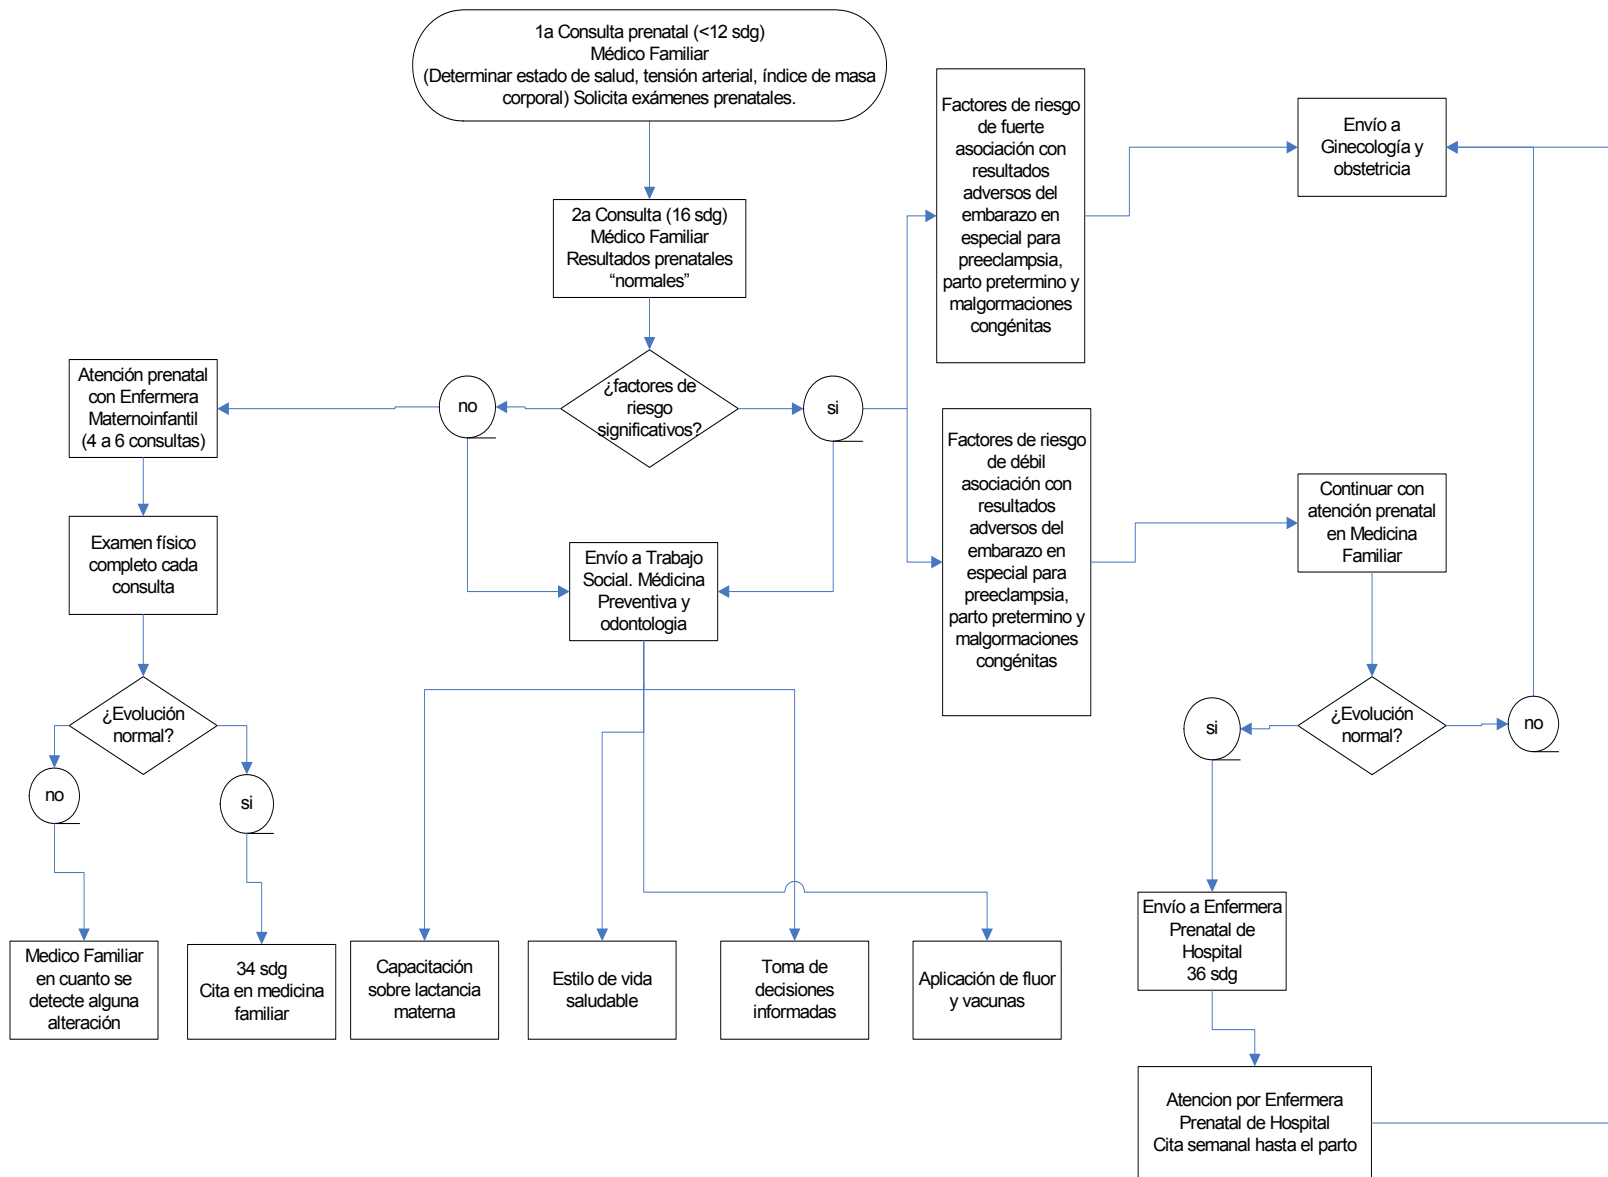 1a Consulta prenatal (<12 sdg)
Médico Familiar
(Determinar estado de salud, tensión arterial, índice de masa
corporal) Solicita exámenes prenatales.
2a Consulta (16 sdg)
Médico Familiar
Resultados prenatales
“normales”
¿factores de
riesgo
significativos?
no
si
Atención prenatal
con Enfermera
Maternoinfantil
(4 a 6 consultas)
Examen físico
completo cada
consulta
¿Evolución
normal?
no
si
Medico Familiar
en cuanto se
detecte alguna
alteración
34 sdg
Cita en medicina
familiar
Envío a Trabajo
Social. Médicina
Preventiva y
odontologia
Capacitación
sobre lactancia
materna
Estilo de vida
saludable
Toma de
decisiones
informadas
Aplicación de fluor
y vacunas
Factores de riesgo
de fuerte
asociación con
resultados
adversos del
embarazo en
especial para
preeclampsia,
parto pretermino y
malgormaciones
congénitas
Envío a
Ginecología y
obstetricia
Factores de riesgo
de débil
asociación con
resultados
adversos del
embarazo en
especial para
preeclampsia,
parto pretermino y
malgormaciones
congénitas
Continuar con
atención prenatal
en Medicina
Familiar
¿Evolución
normal?
si
no
Envío a Enfermera
Prenatal de
Hospital
36 sdg
Atencion por Enfermera
Prenatal de Hospital
Cita semanal hasta el parto